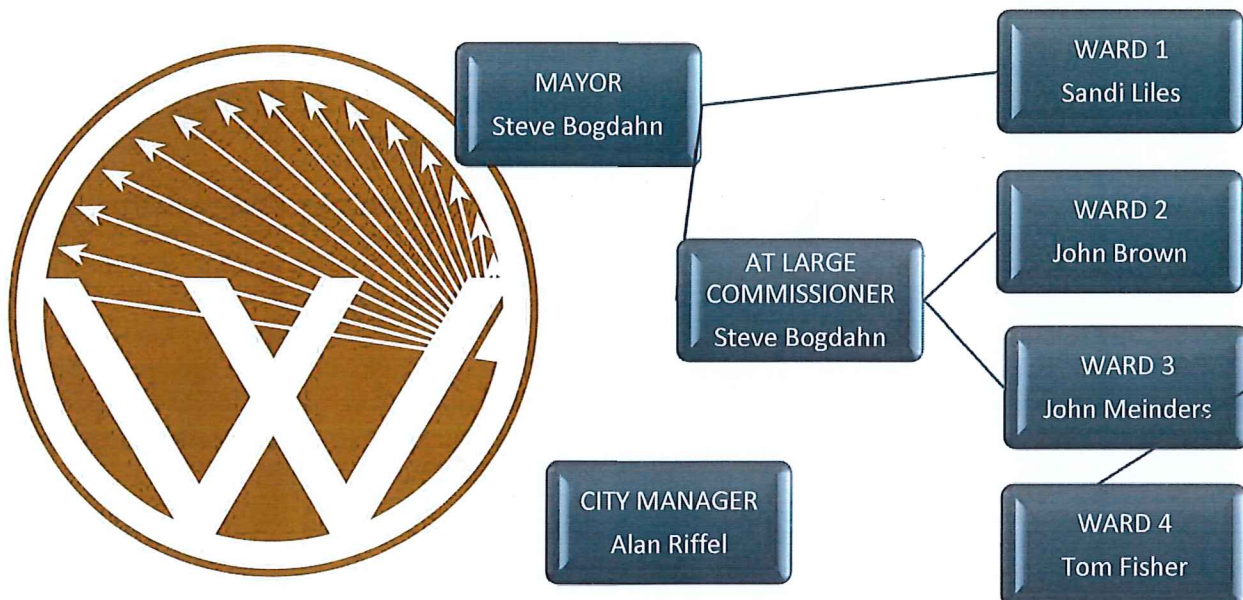 MAYOR
Steve Bogdahn
WARD 1
Sandi Liles
WARD 2
John Brown
AT LARGE
COMMISSIONER
Steve Bogdahn
WARD 3
John Meinders
CITY MANAGER
Alan Riffel
WARD 4
Tom Fisher